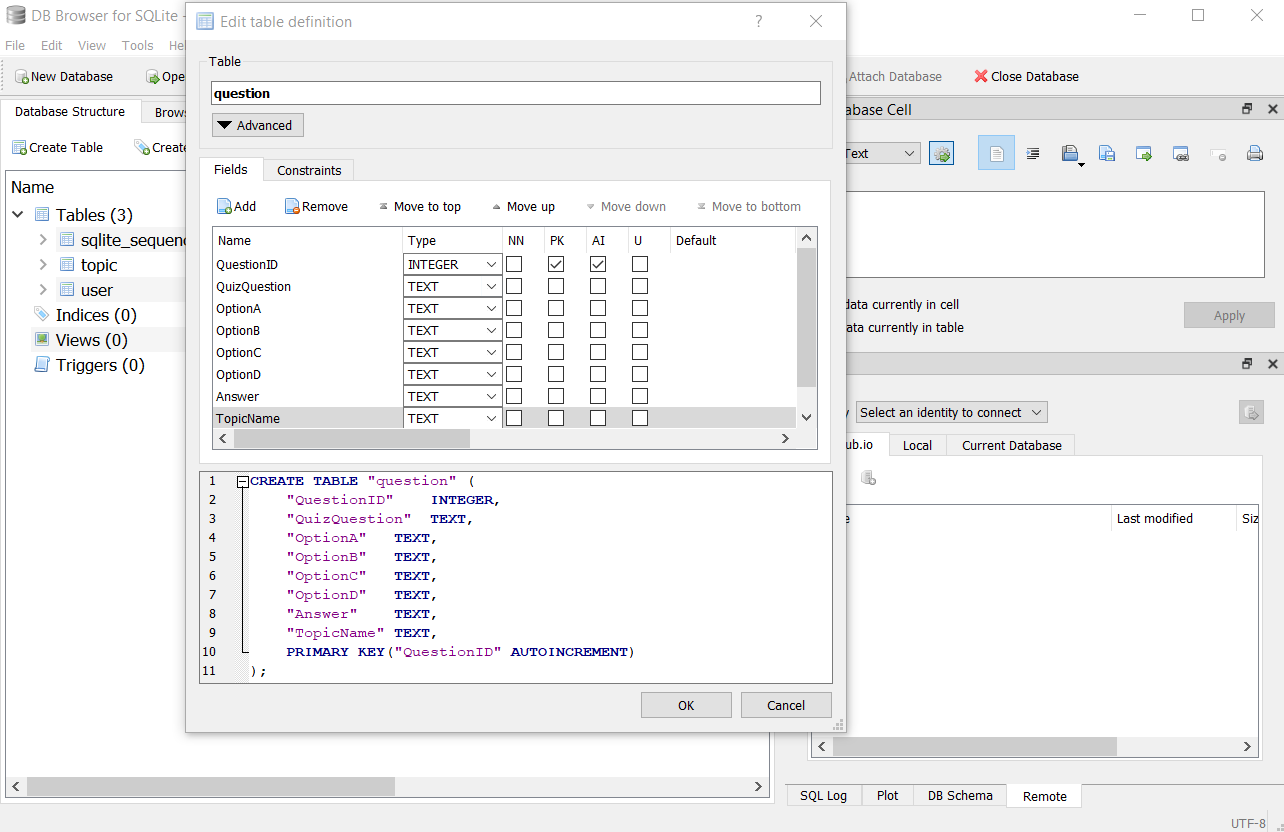 DB Browser for SQLite -
File Edit View Tools Hel
New Database Ope
Attach Database Close Database
Database Structure Brows
Create Table Create
Name
Tables (3)
sqlite_sequen
topic
user
Indices (0)
Views (0)
Triggers (0)
Edit table definition ?
Table
question
Advanced
Fields Constraints
Add Remove Move to top Move up Move down Move to bottom
Name Type NN PK AI U Default
QuestionID INTEGER
QuizQuestion TEXT
OptionA TEXT
OptionB TEXT
OptionC TEXT
OptionD TEXT
Answer TEXT
TopicName TEXT
1 CREATE TABLE "question" (
2 "QuestionID" INTEGER,
3 "QuizQuestion" TEXT,
4 "OptionA" TEXT,
5 "OptionB" TEXT,
6 "OptionC" TEXT,
7 "OptionD" TEXT,
8 "Answer" TEXT,
9 "TopicName" TEXT,
10 PRIMARY KEY("QuestionID" AUTOINCREMENT)
11 );
OK Cancel
abase Cell
Text
data currently in cell
ata currently in table
Apply
y Select an identity to connect
ub.io Local Current Database
e Last modified Siz
SQL Log Plot DB Schema Remote
UTF-8